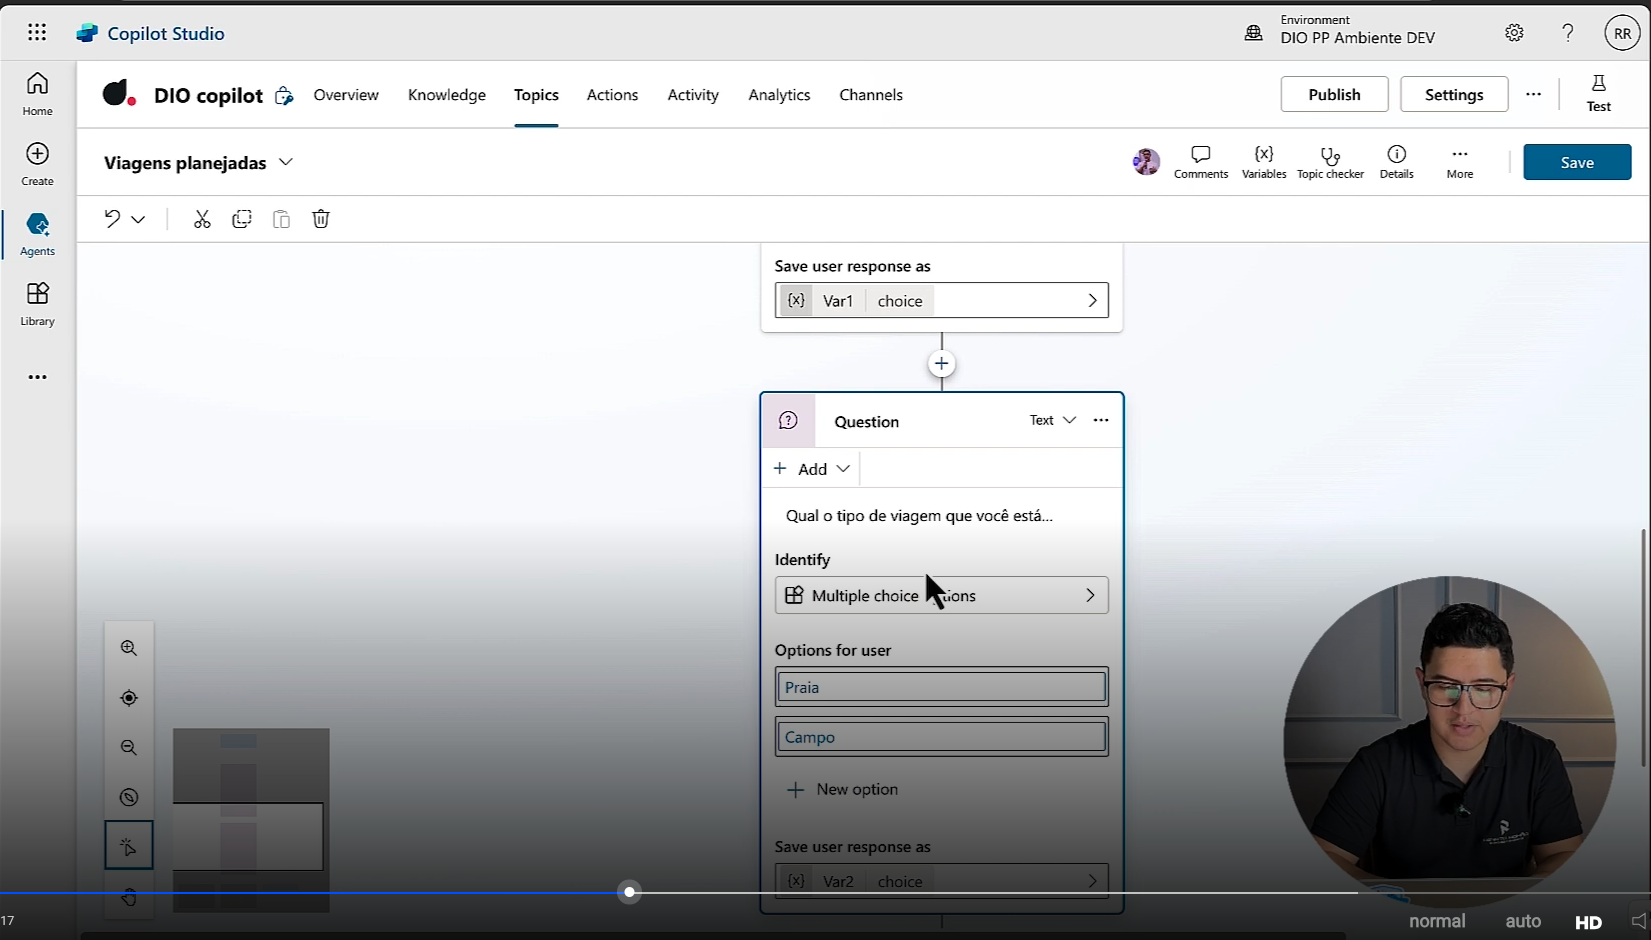 Copilot Studio
Environment
DIO PP Ambiente DEV
RR
Home
Create
Agents
Library
DIO copilot
Overview
Knowledge
Topics
Actions
Activity
Analytics
Channels
Publish
Settings
Test
Viagens planejadas
Comments
Variables
Topic checker
Details
More
Save
Save user response as
{x} Var1 choice
Question
Text
Add
Qual o tipo de viagem que você está...
Identify
Multiple choice
Options for user
Praia
Campo
New option
Save user response as
{x} Var2 choice
17
normal
auto
HD